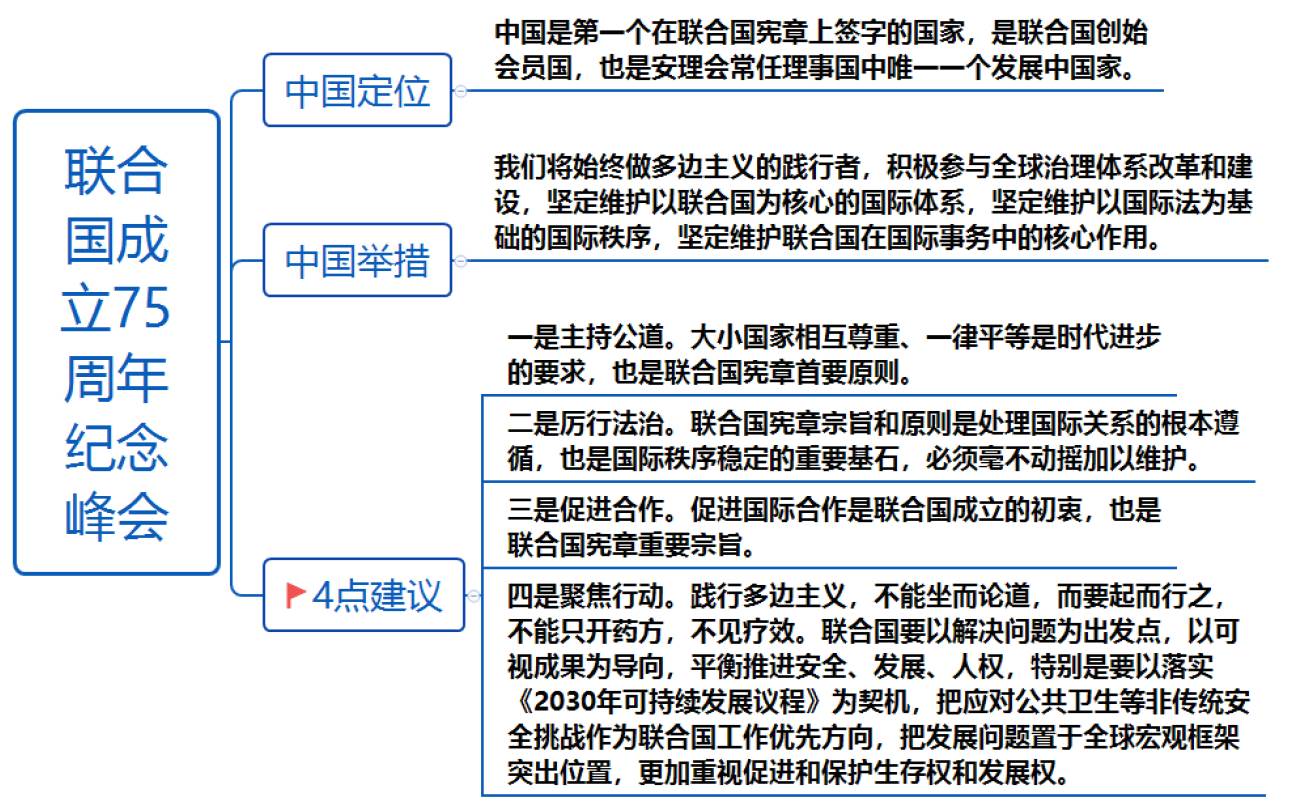 联合
国成
立75
周年
纪念
峰会
中国定位
中国是第一个在联合国宪章上签字的国家，是联合国创始
会员国，也是安理会常任理事国中唯一一个发展中国家。
中国举措
我们将始终做多边主义的践行者，积极参与全球治理体系改革和建
设，坚定维护以联合国为核心的国际体系，坚定维护以国际法为基
础的国际秩序，坚定维护联合国在国际事务中的核心作用。
4点建议
一是主持公道。大小国家相互尊重、一律平等是时代进步
的要求，也是联合国宪章首要原则。
二是厉行法治。联合国宪章宗旨和原则是处理国际关系的根本遵
循，也是国际秩序稳定的重要基石，必须毫不动摇加以维护。
三是促进合作。促进国际合作是联合国成立的初衷，也是
联合国宪章重要宗旨。
四是聚焦行动。践行多边主义，不能坐而论道，而要起而行之，
不能只开药方，不见疗效。联合国要以解决问题为出发点，以可
视成果为导向，平衡推进安全、发展、人权，特别是要以落实
《2030年可持续发展议程》为契机，把应对公共卫生等非传统安
全挑战作为联合国工作优先方向，把发展问题置于全球宏观框架
突出位置，更加重视促进和保护生存权和发展权。